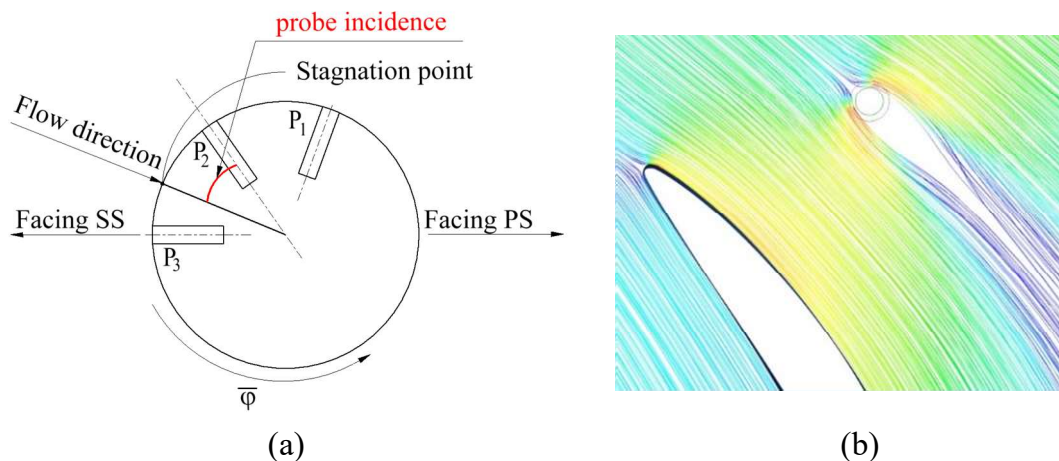 probe incidence
Stagnation point
Flow direction
P1
P2
Facing SS
Facing PS
P3
φ̅
(a)
(b)